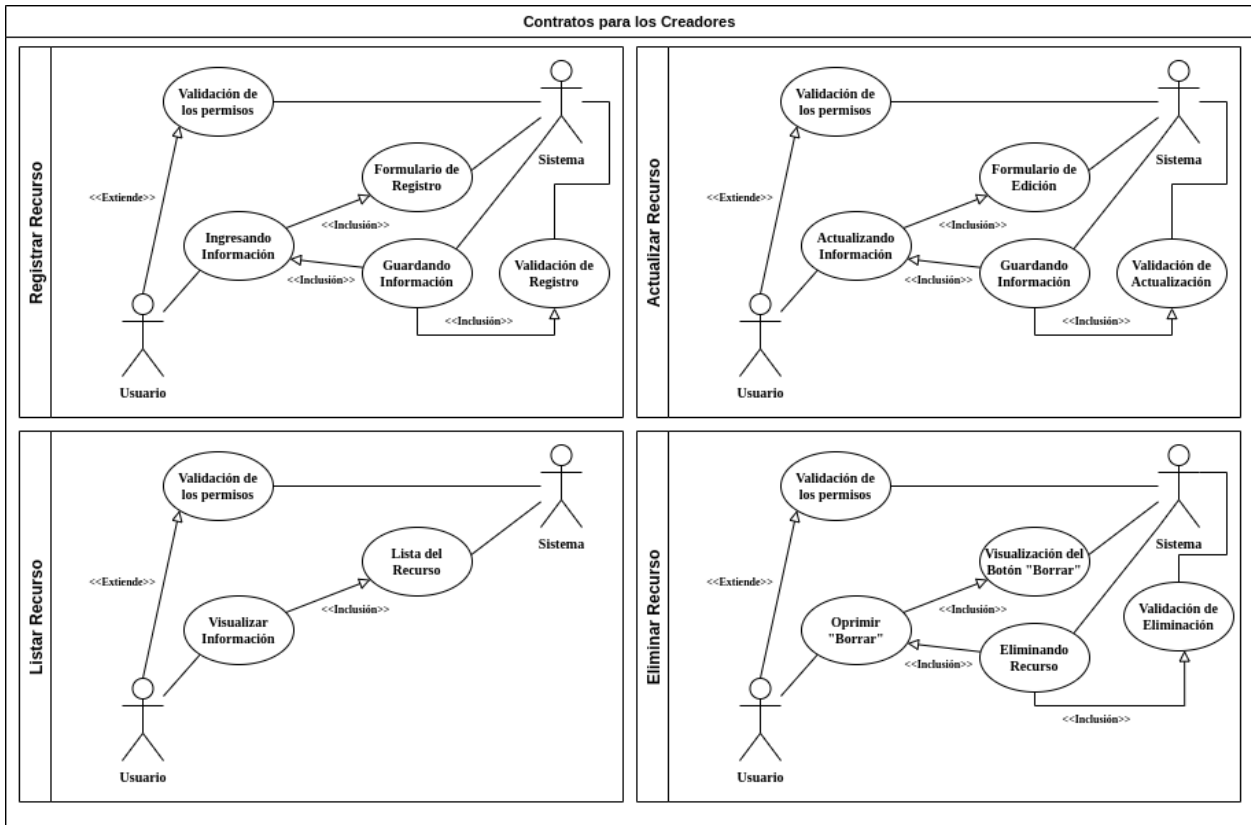 Contratos para los Creadores
Registrar Recurso
Validación de
los permisos
Sistema
Formulario de
Registro
<<Extiende>>
<<Inclusión>>
Ingresando
Información
Guardando
Información
Validación de
Registro
<<Inclusión>>
<<Inclusión>>
Usuario
Actualizar Recurso
Validación de
los permisos
Sistema
Formulario de
Edición
<<Extiende>>
<<Inclusión>>
Actualizando
Información
Guardando
Información
Validación de
Actualización
<<Inclusión>>
<<Inclusión>>
Usuario
Listar Recurso
Validación de
los permisos
Sistema
Lista del
Recurso
<<Extiende>>
<<Inclusión>>
Visualizar
Información
Usuario
Eliminar Recurso
Validación de
los permisos
Sistema
Visualización del
Botón "Borrar"
<<Extiende>>
<<Inclusión>>
Validación de
Eliminación
Oprimir
"Borrar"
Eliminando
Recurso
<<Inclusión>>
<<Inclusión>>
Usuario